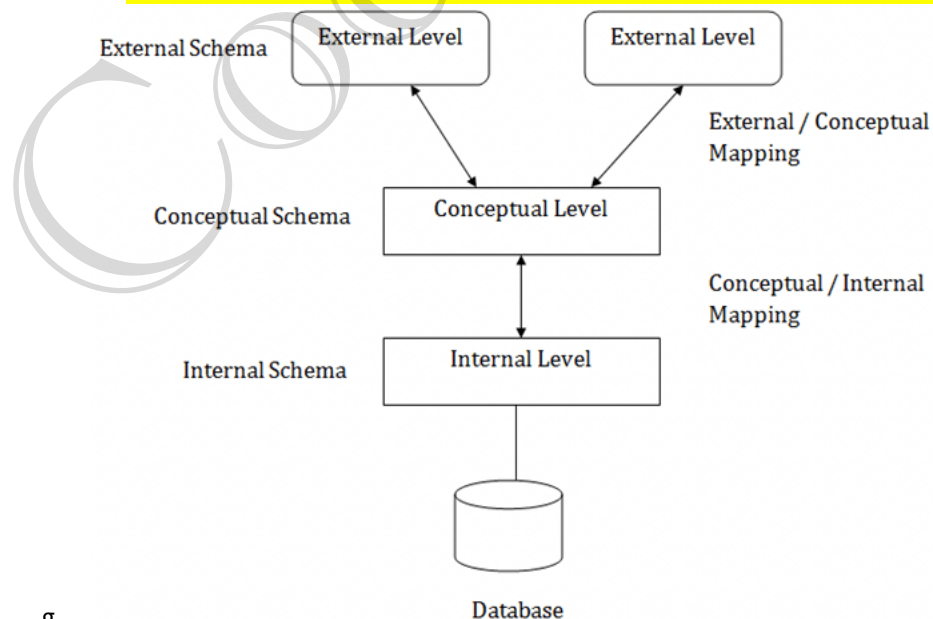 External Schema
External Level
External Level
External / Conceptual
Mapping
Conceptual Schema
Conceptual Level
Conceptual / Internal
Mapping
Internal Schema
Internal Level
Database